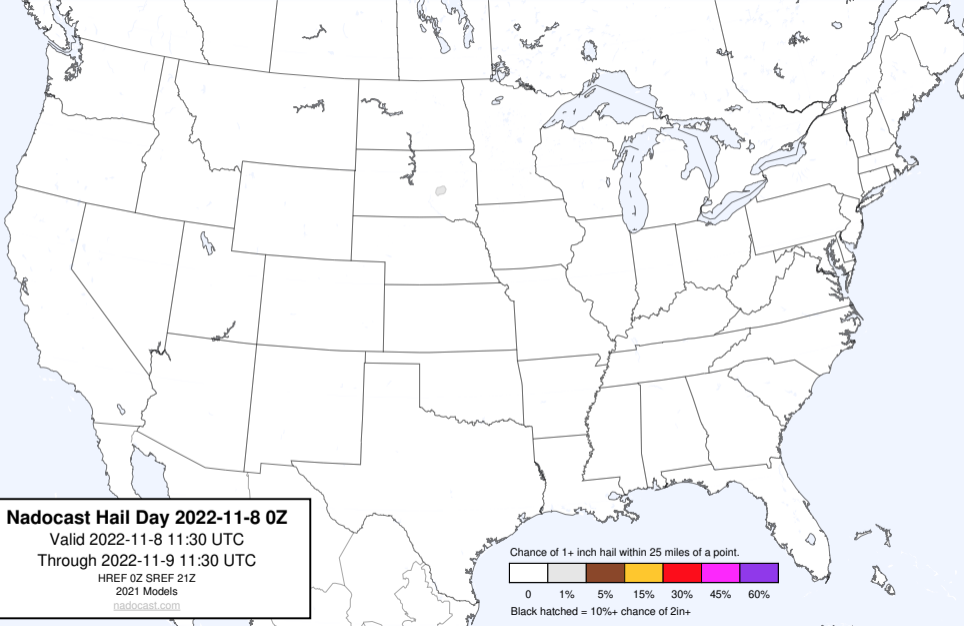 Nadocast Hail Day 2022-11-8 0Z
Valid 2022-11-8 11:30 UTC
Through 2022-11-9 11:30 UTC
HREF 0Z SREF 21Z
2021 Models
nadocast.com
Chance of 1+ inch hail within 25 miles of a point.
0 1% 5% 15% 30% 45% 60%
Black hatched = 10%+ chance of 2in+